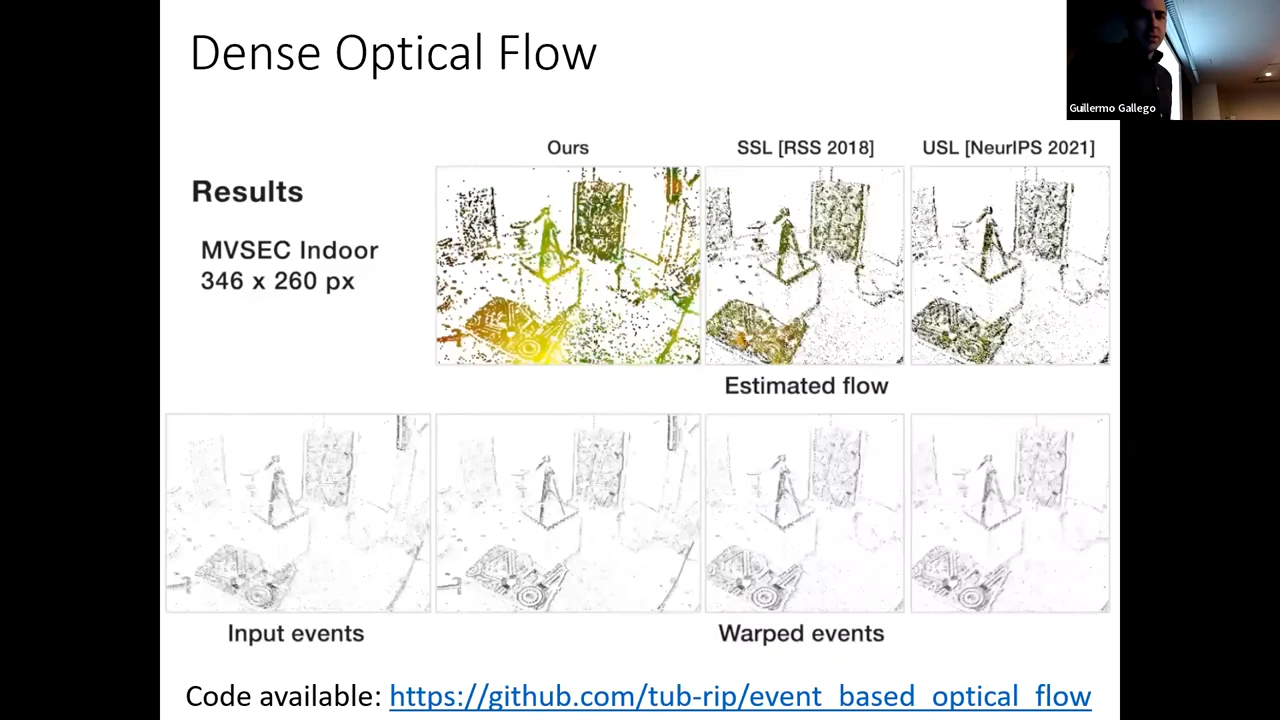 Dense Optical Flow
Guillermo Gallego
Ours
SSL [RSS 2018]
USL [NeurIPS 2021]
Results
MVSEC Indoor
346 x 260 px
Estimated flow
Input events
Warped events
Code available: https://github.com/tub-rip/event_based_optical_flow